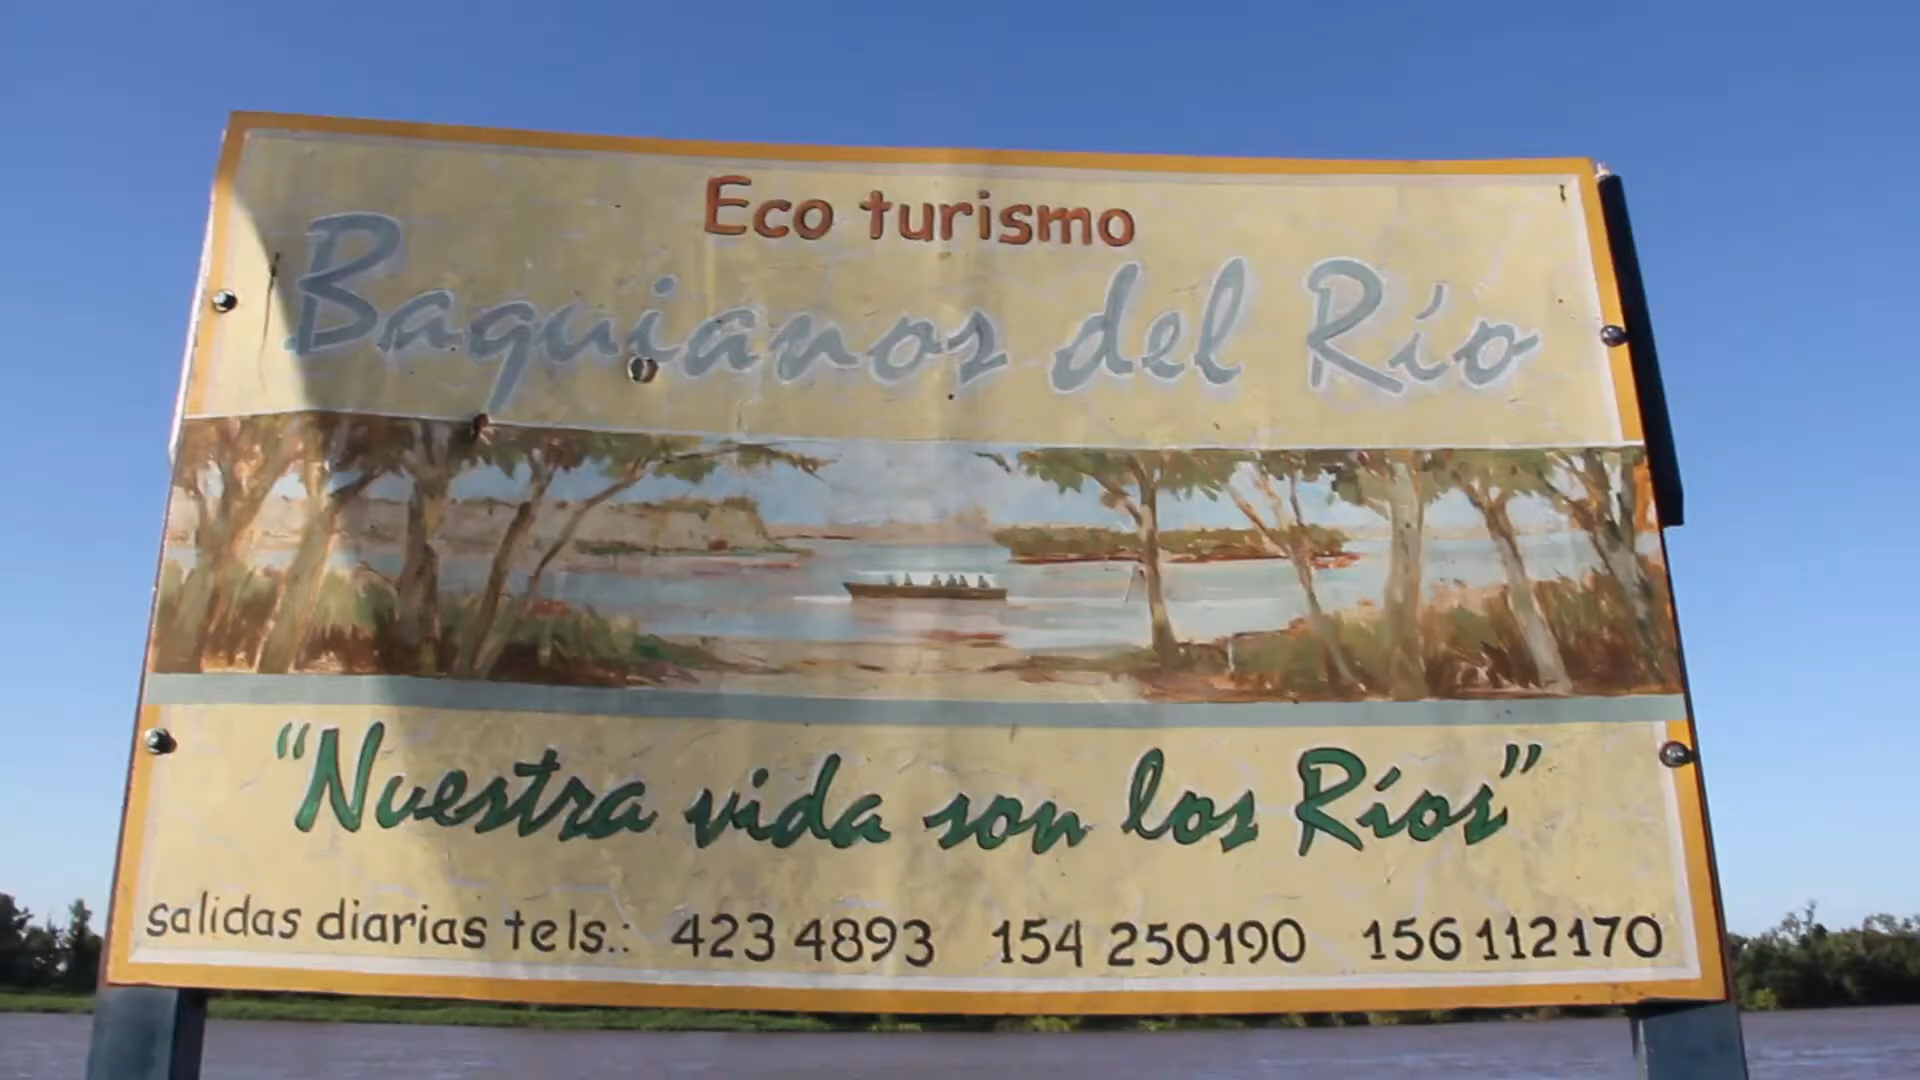 Eco turismo
Baquianos del Río
“Nuestra vida son los Ríos”
salidas diarias tels.: 423 4893 154 250190 156 112170